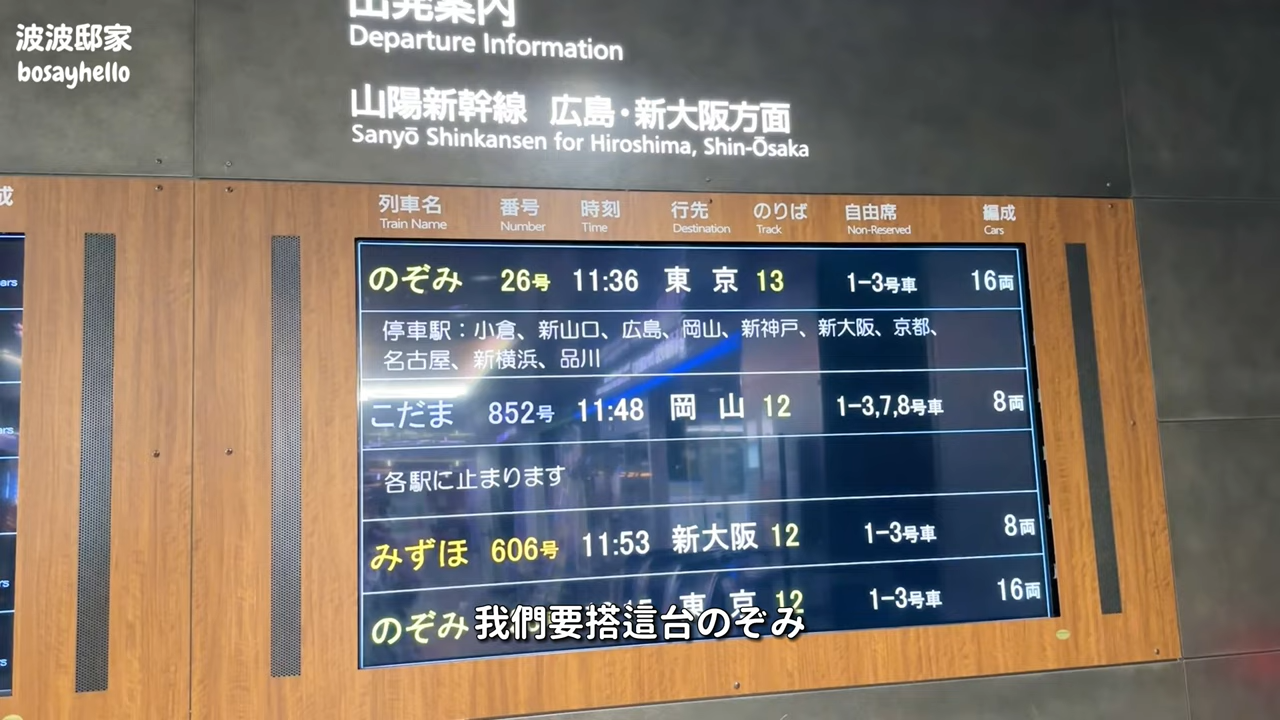 波波邸家
bosayhello
出発案内
Departure Information
山陽新幹線 広島・新大阪方面
Sanyō Shinkansen for Hiroshima, Shin-Ōsaka
成
列車名 番号 時刻 行先 のりば 自由席 編成
Train Name Number Time Destination Track Non-Reserved Cars
のぞみ 26号 11:36 東京 13 1-3号車 16両
停車駅:小倉、新山口、広島、岡山、新神戸、新大阪、京都、
名古屋、新横浜、品川
こだま 852号 11:48 岡山 12 1-3,7,8号車 8両
各駅に止まります
みずほ 606号 11:53 新大阪 12 1-3号車 8両
のぞみ 東京 12 1-3号車 16両
我們要搭這台のぞみ